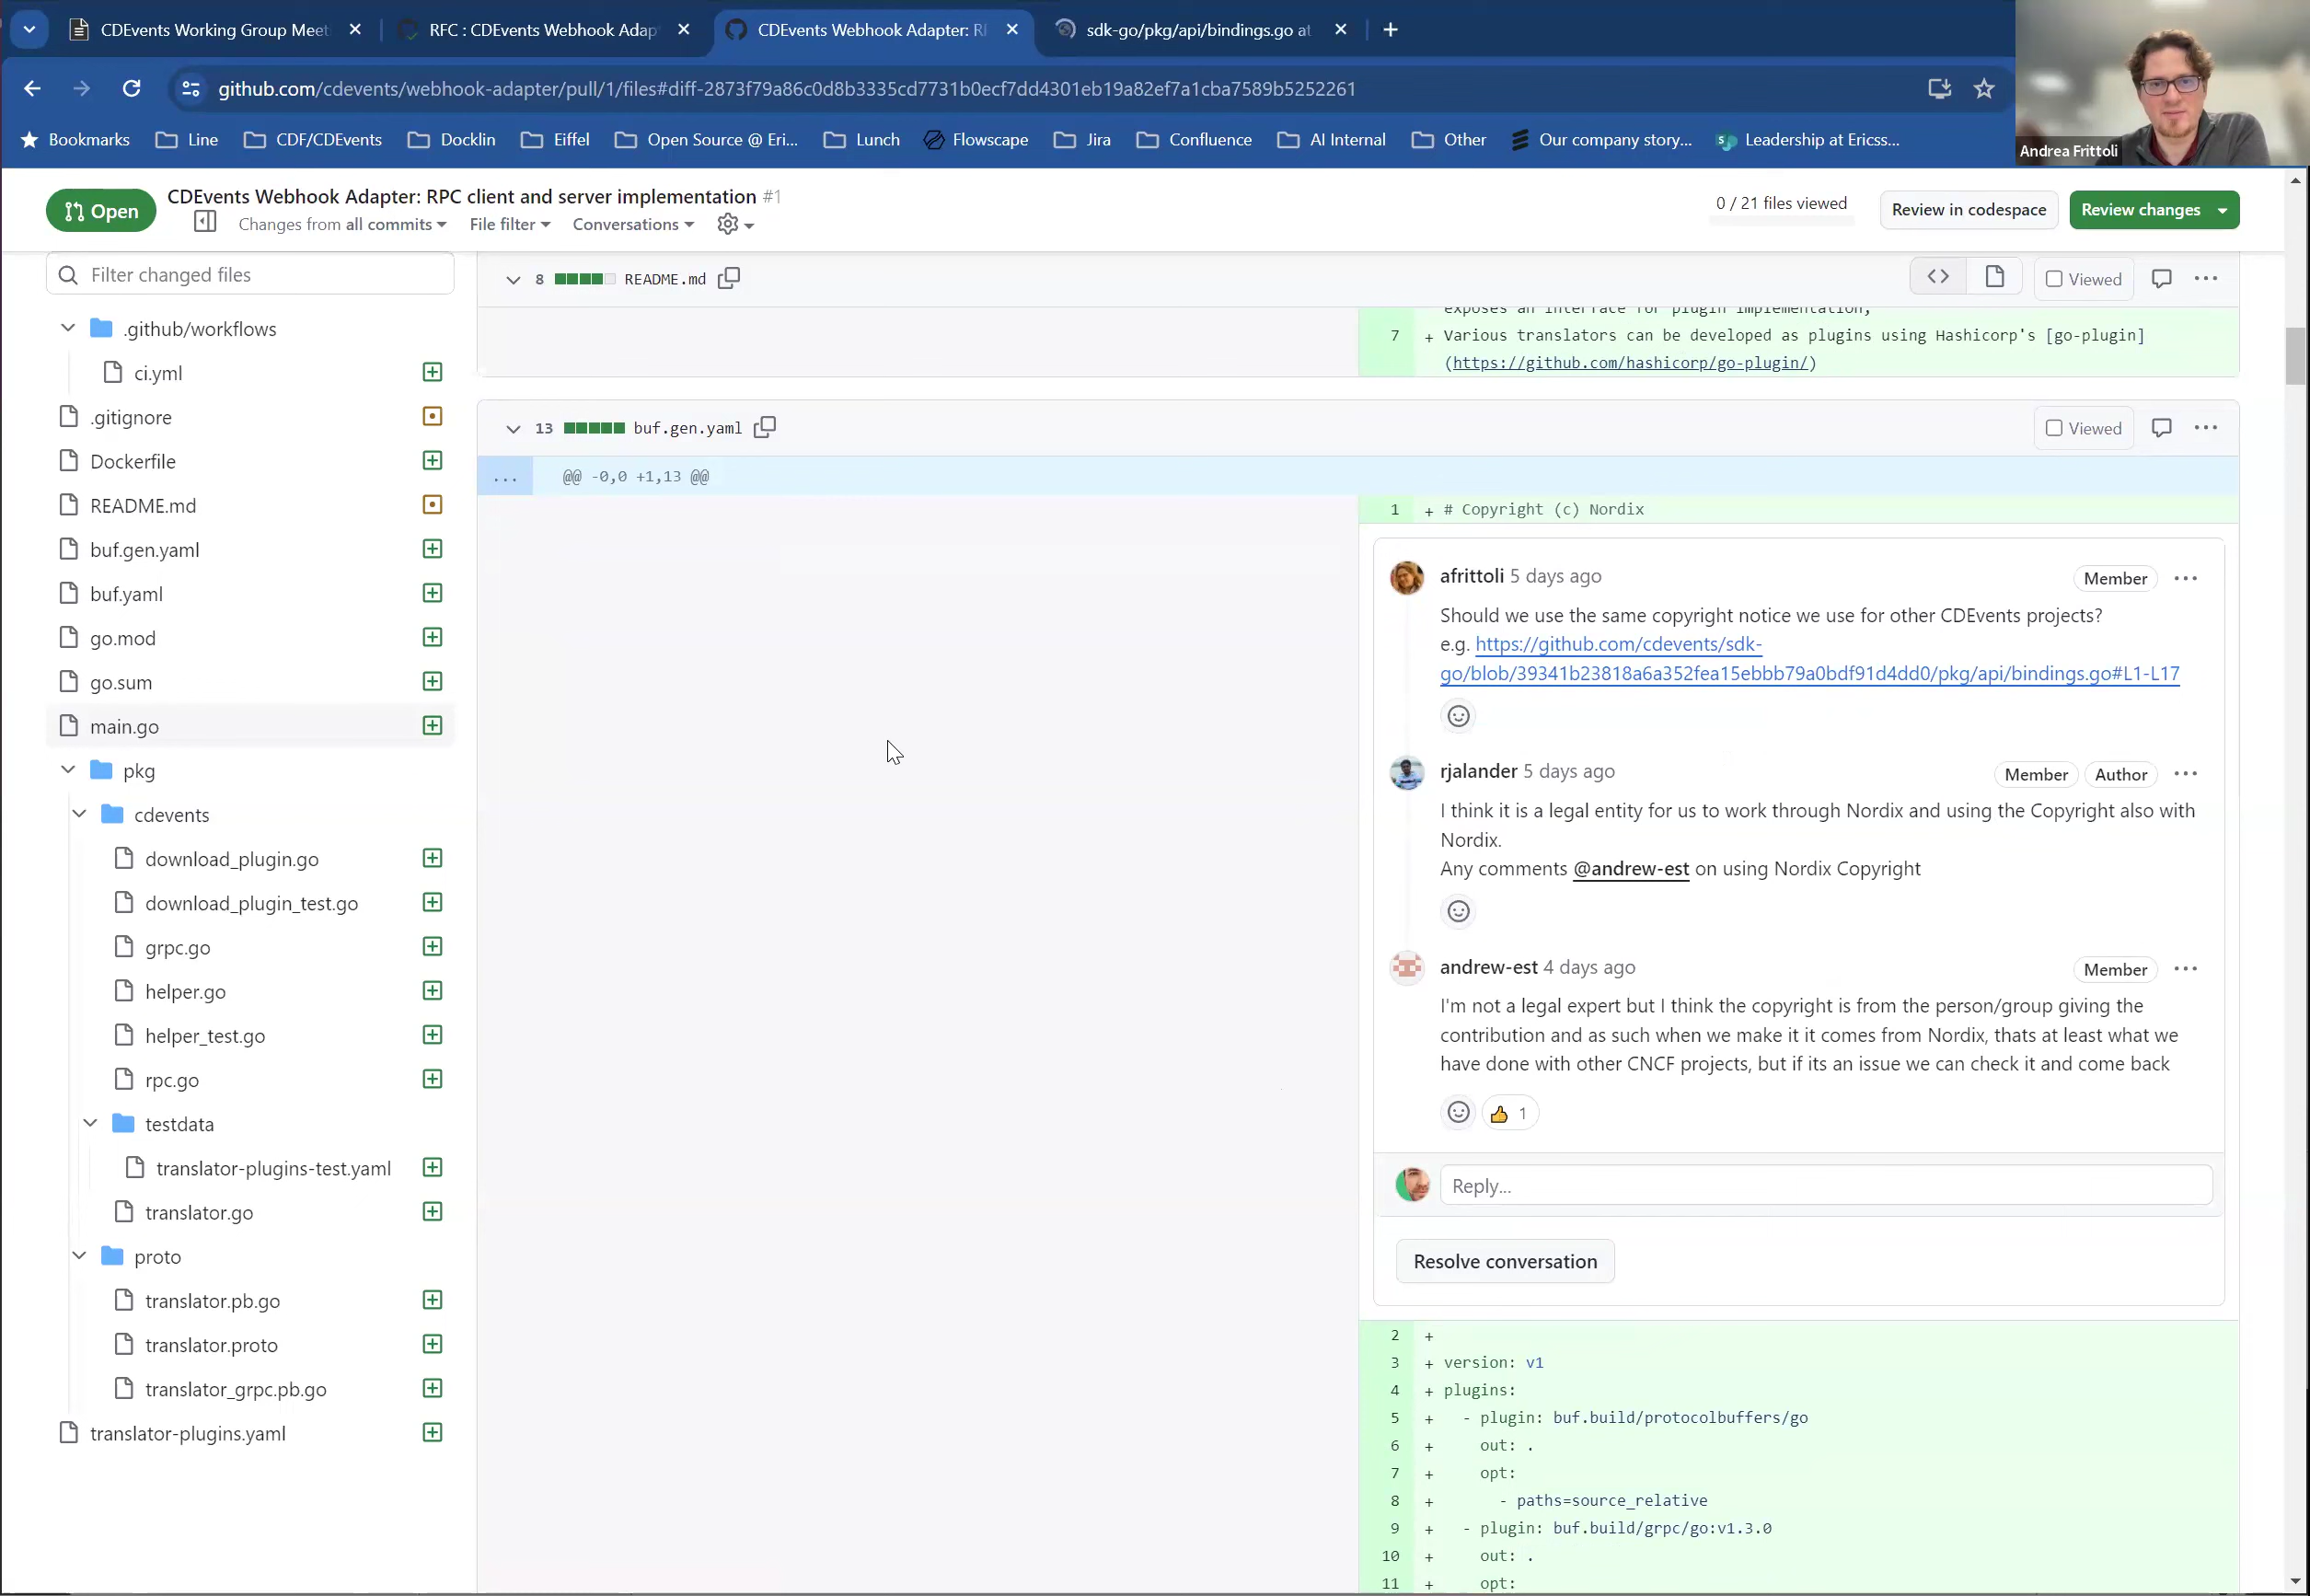 CDEvents Working Group Meet
RFC : CDEvents Webhook Adap
CDEvents Webhook Adapter: R
sdk-go/pkg/api/bindings.go at
github.com/cdevents/webhook-adapter/pull/1/files#diff-2873f79a86c0d8b3335cd7731b0ecf7dd4301eb19a82ef7a1cba7589b5252261
Bookmarks
Line
CDF/CDEvents
Docklin
Eiffel
Open Source @ Eri...
Lunch
Flowscape
Jira
Confluence
AI Internal
Other
Our company story...
Leadership at Ericss...
Andrea Frittoli
Open
CDEvents Webhook Adapter: RPC client and server implementation #1
Changes from all commits
File filter
Conversations
0 / 21 files viewed
Review in codespace
Review changes
Filter changed files
.github/workflows
ci.yml
.gitignore
Dockerfile
README.md
buf.gen.yaml
buf.yaml
go.mod
go.sum
main.go
pkg
cdevents
download_plugin.go
download_plugin_test.go
grpc.go
helper.go
helper_test.go
rpc.go
testdata
translator-plugins-test.yaml
translator.go
proto
translator.pb.go
translator.proto
translator_grpc.pb.go
translator-plugins.yaml
8 README.md
Viewed
exposes an interface for plugin implementation,
7 + Various translators can be developed as plugins using Hashicorp's [go-plugin]
(https://github.com/hashicorp/go-plugin/)
13 buf.gen.yaml
Viewed
... @@ -0,0 +1,13 @@
1 + # Copyright (c) Nordix
afrittoli 5 days ago
Member
Should we use the same copyright notice we use for other CDEvents projects?
e.g. https://github.com/cdevents/sdk-
go/blob/39341b23818a6a352fea15ebbb79a0bdf91d4dd0/pkg/api/bindings.go#L1-L17
rjalander 5 days ago
Member
Author
I think it is a legal entity for us to work through Nordix and using the Copyright also with
Nordix.
Any comments @andrew-est on using Nordix Copyright
andrew-est 4 days ago
Member
I'm not a legal expert but I think the copyright is from the person/group giving the
contribution and as such when we make it it comes from Nordix, thats at least what we
have done with other CNCF projects, but if its an issue we can check it and come back
1
Reply...
Resolve conversation
2 +
3 + version: v1
4 + plugins:
5 + - plugin: buf.build/protocolbuffers/go
6 + out: .
7 + opt:
8 + - paths=source_relative
9 + - plugin: buf.build/grpc/go:v1.3.0
10 + out: .
11 + opt: